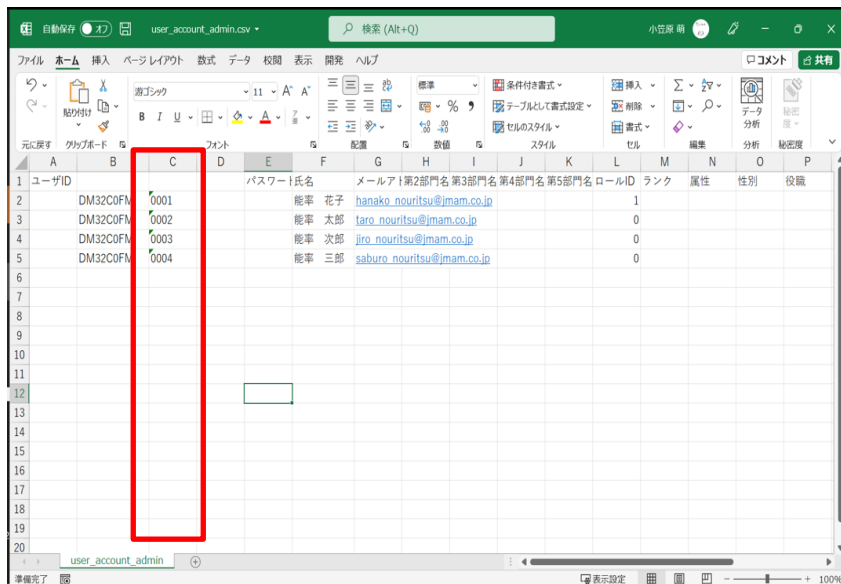 自動保存 オフ user_account_admin.csv 検索 (Alt+Q) 小笠原 萌
ファイル ホーム 挿入 ページ レイアウト 数式 データ 校閲 表示 開発 ヘルプ コメント 共有
游ゴシック 11 A A 標準 条件付き書式 挿入
貼り付け B I U A % 9 テーブルとして書式設定 削除 データ 分析 秘密度
セルのスタイル 書式
元に戻す クリップボード フォント 配置 数値 スタイル セル 編集 分析 秘密度
A B C D E F G H I J K L M N O P
1 ユーザID パスワート 氏名 メールアト 第2部門名 第3部門名 第4部門名 第5部門名 ロールID ランク 属性 性別 役職
2 DM32C0FM 0001 能率 花子 hanako_nouritsu@jmam.co.jp 1
3 DM32C0FM 0002 能率 太郎 taro_nouritsu@jmam.co.jp 0
4 DM32C0FM 0003 能率 次郎 jiro_nouritsu@jmam.co.jp 0
5 DM32C0FM 0004 能率 三郎 saburo_nouritsu@jmam.co.jp 0
6
7
8
9
10
11
12
13
14
15
16
17
18
19
20
user_account_admin
準備完了 表示設定 100%